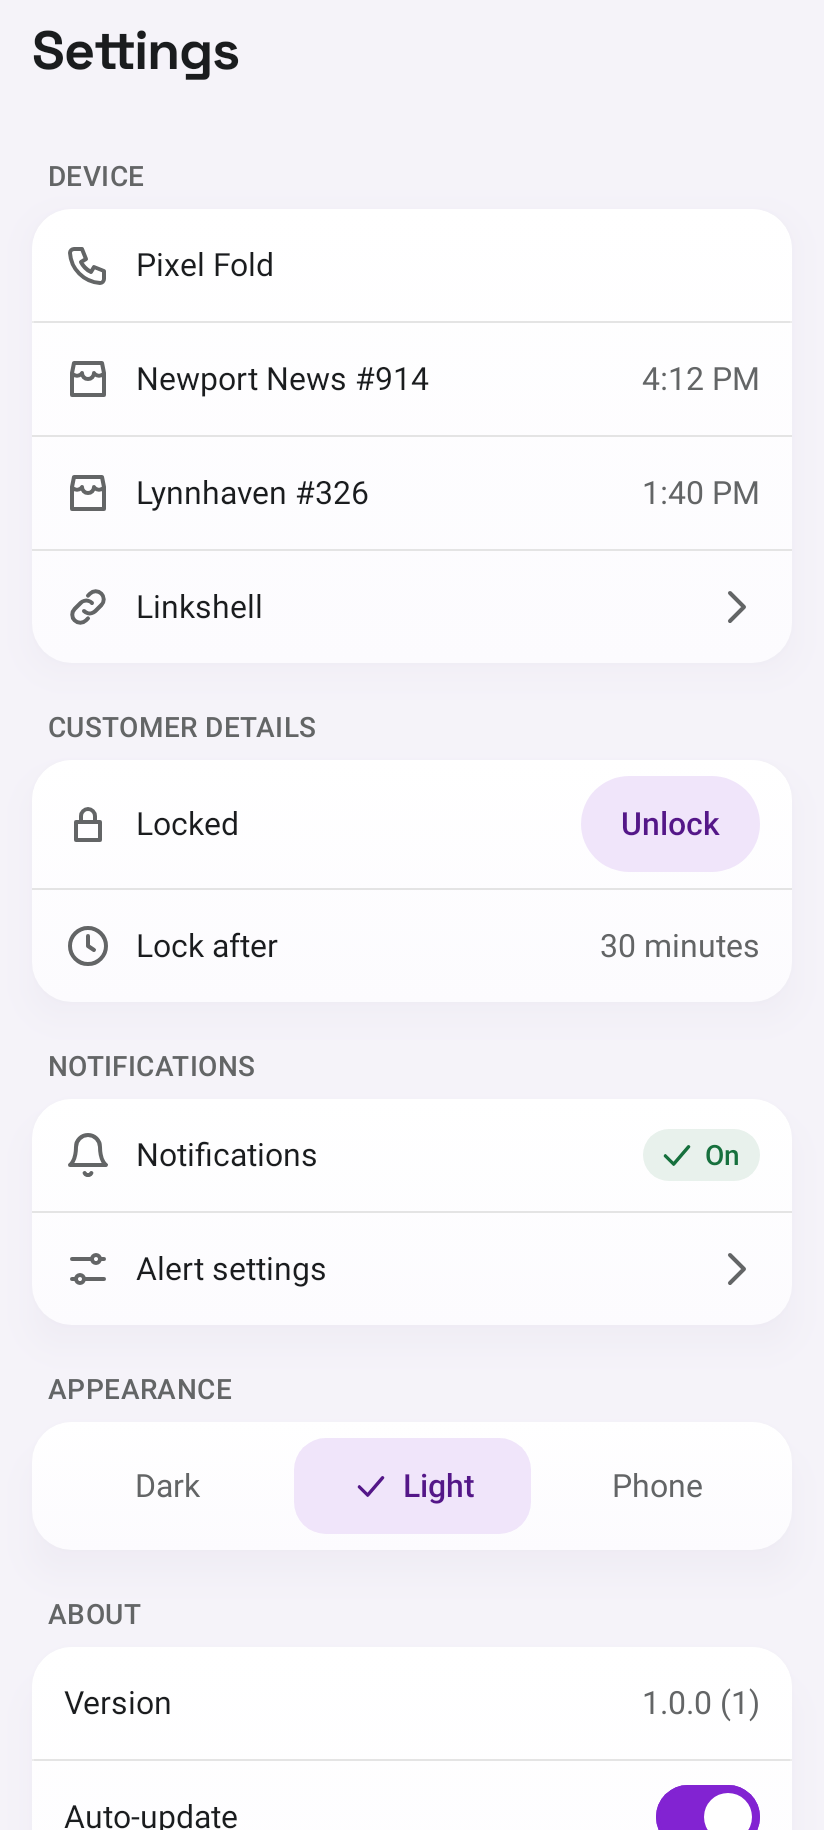 Settings
DEVICE
Pixel Fold
Newport News #914 4:12 PM
Lynnhaven #326 1:40 PM
Linkshell
CUSTOMER DETAILS
Locked Unlock
Lock after 30 minutes
NOTIFICATIONS
Notifications On
Alert settings
APPEARANCE
Dark Light Phone
ABOUT
Version 1.0.0 (1)
Auto-update